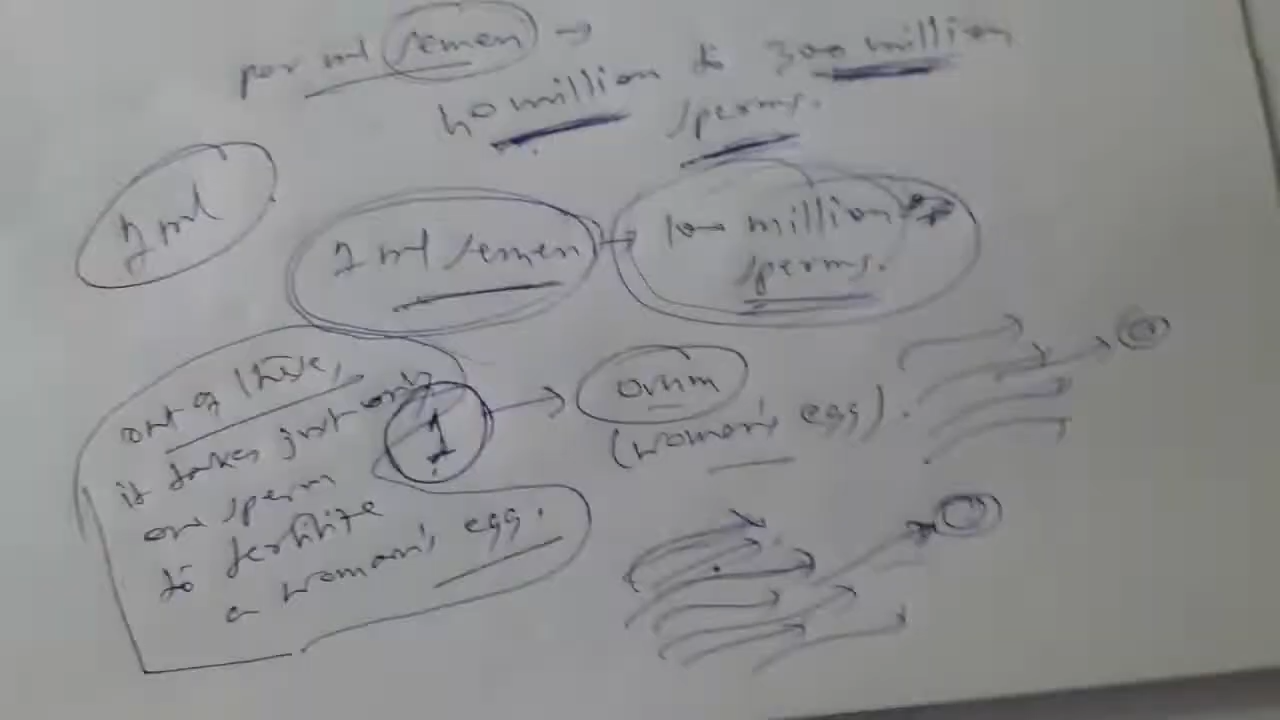 per ml semen →
40 million to 300 million
sperms.
1 ml
1 ml semen → 100 million
sperms.
out of these,
it takes just only
one sperm
to fertilize
a woman's egg.
1 → ovum
(woman's egg).